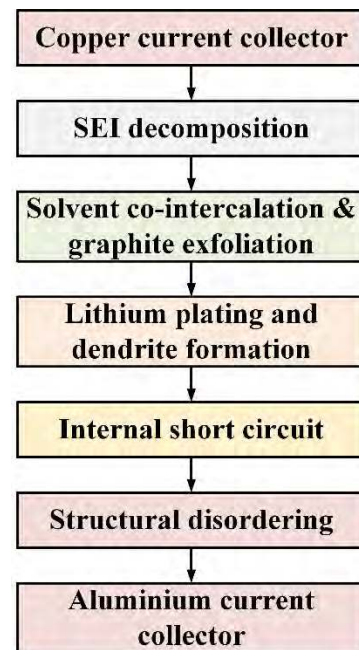 Copper current collector
SEI decomposition
Solvent co-intercalation &
graphite exfoliation
Lithium plating and
dendrite formation
Internal short circuit
Structural disordering
Aluminium current
collector